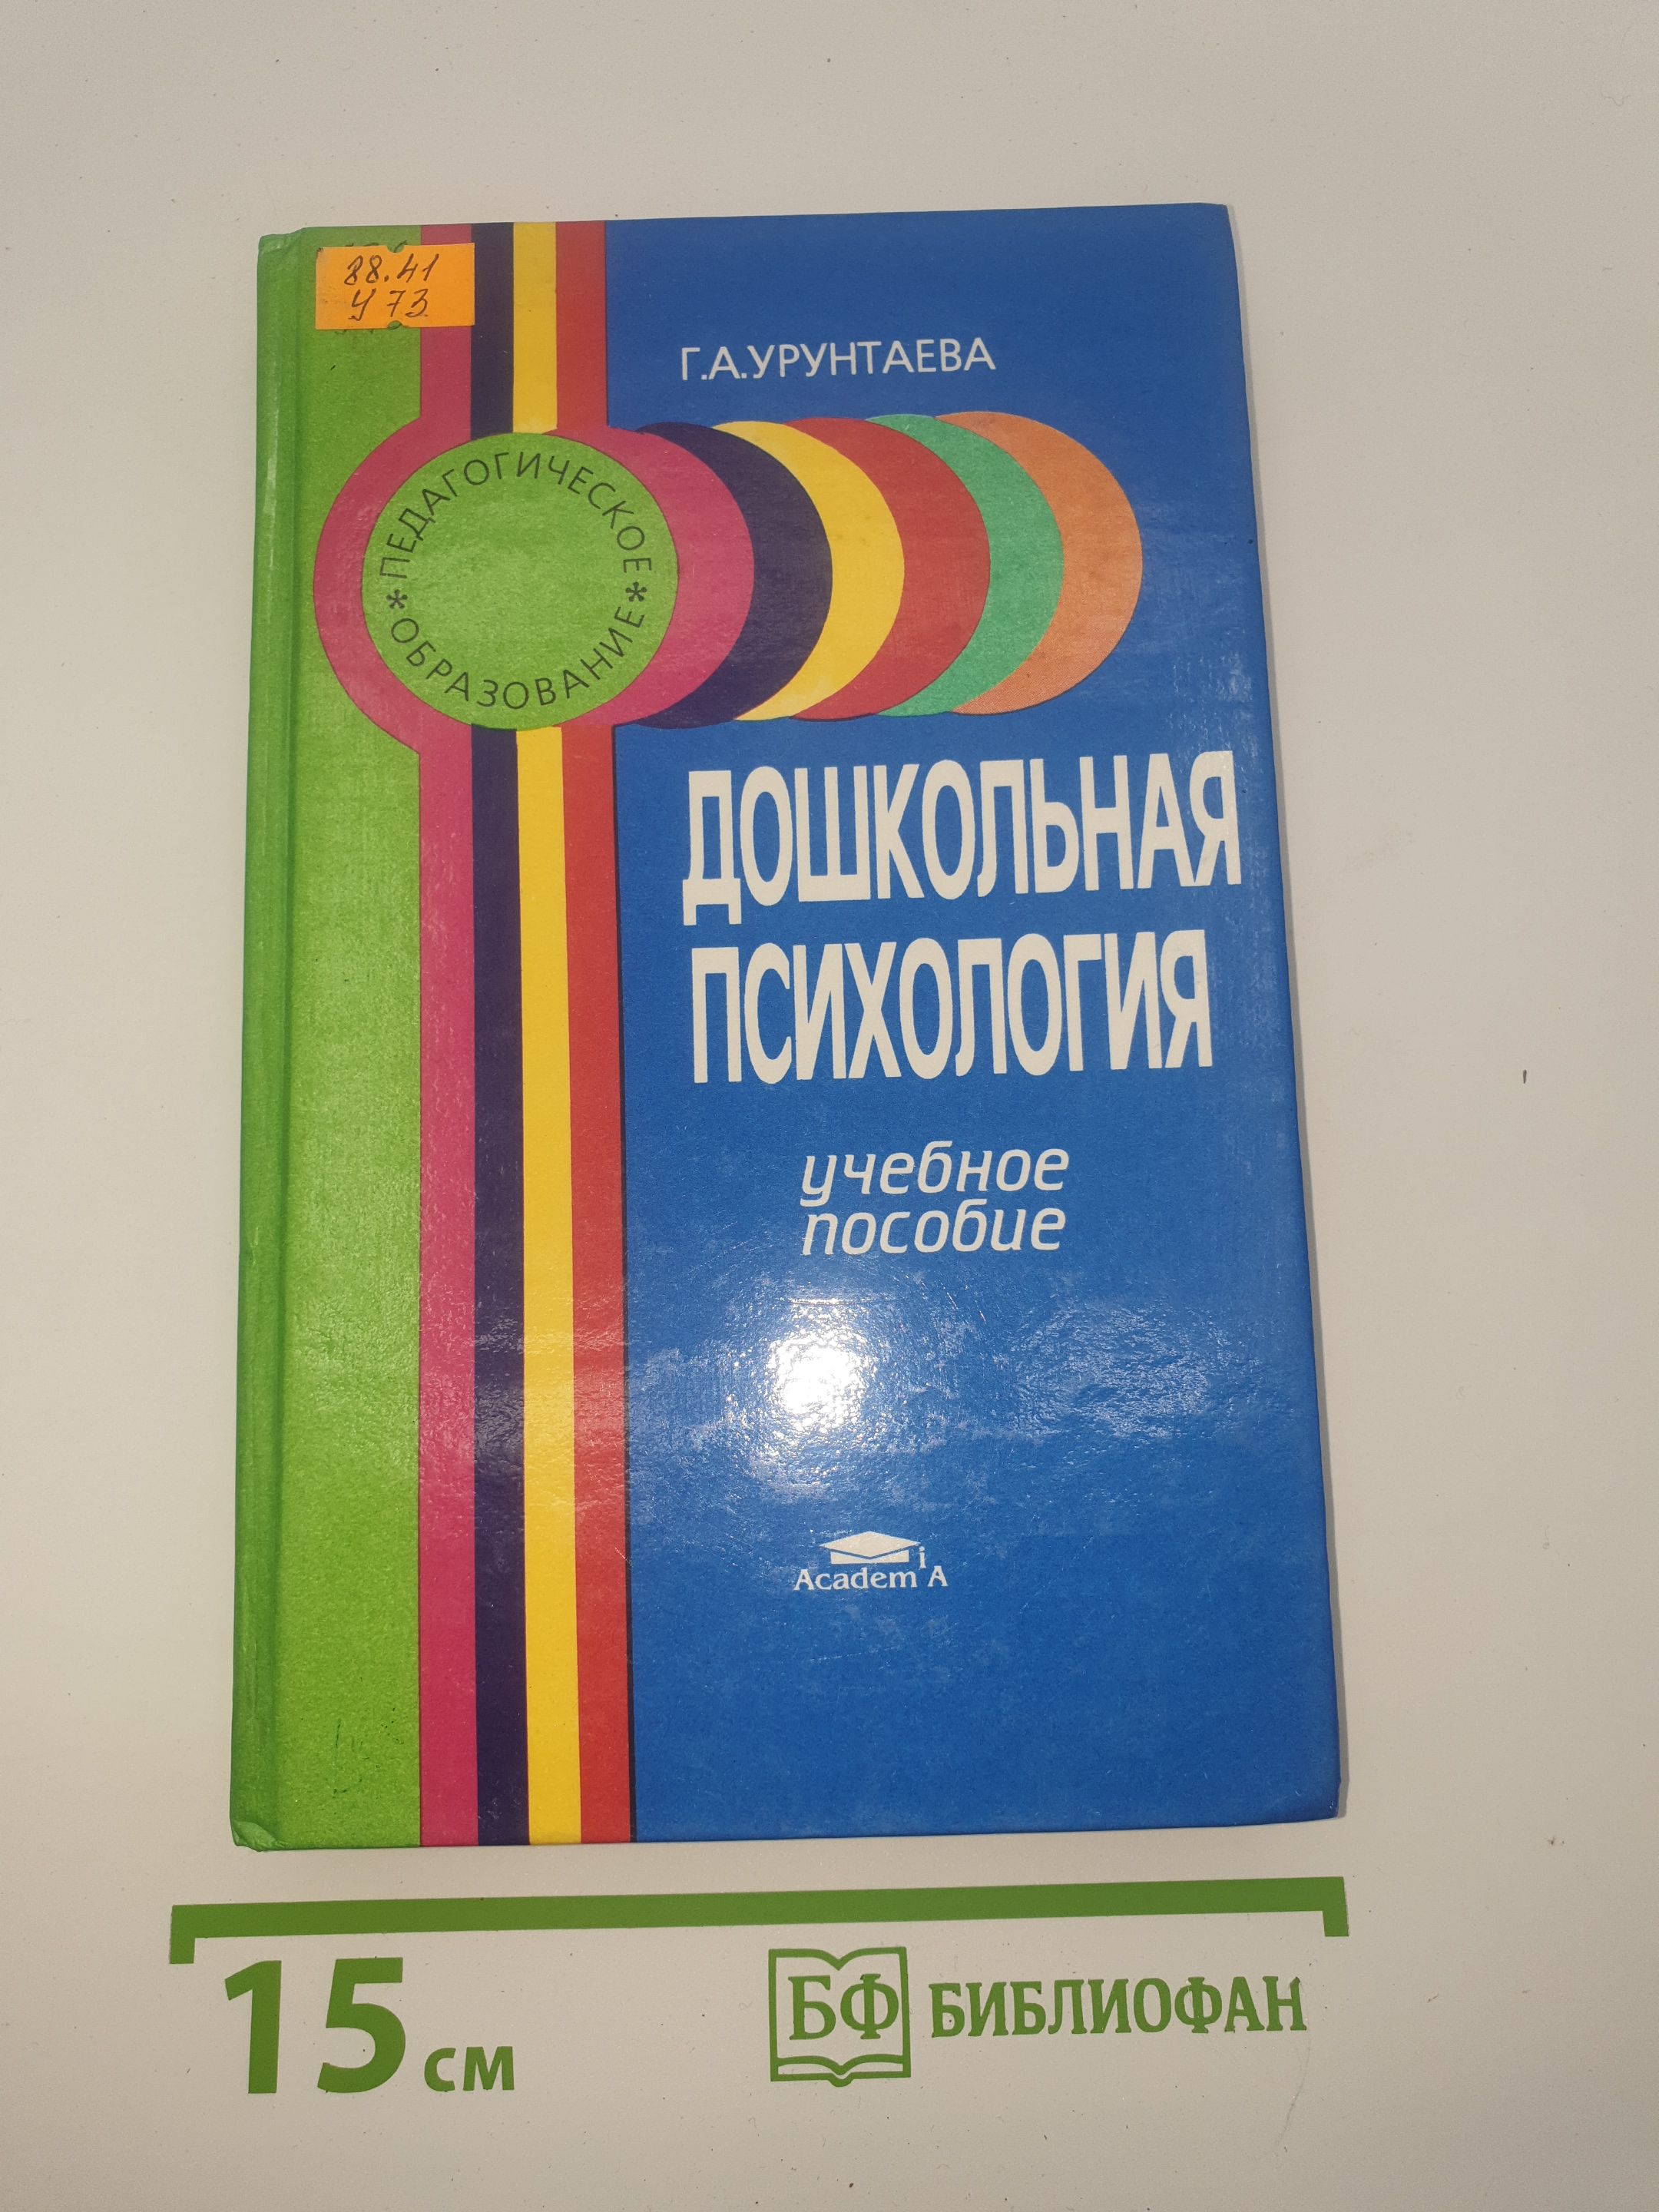 88.41
У 73
Г.А.УРУНТАЕВА
*ПЕДАГОГИЧЕСКОЕ*
ОБРАЗОВАНИЕ
ДОШКОЛЬНАЯ
ПСИХОЛОГИЯ
учебное
пособие
AcademiA
15 см
БФ БИБЛИОФАН